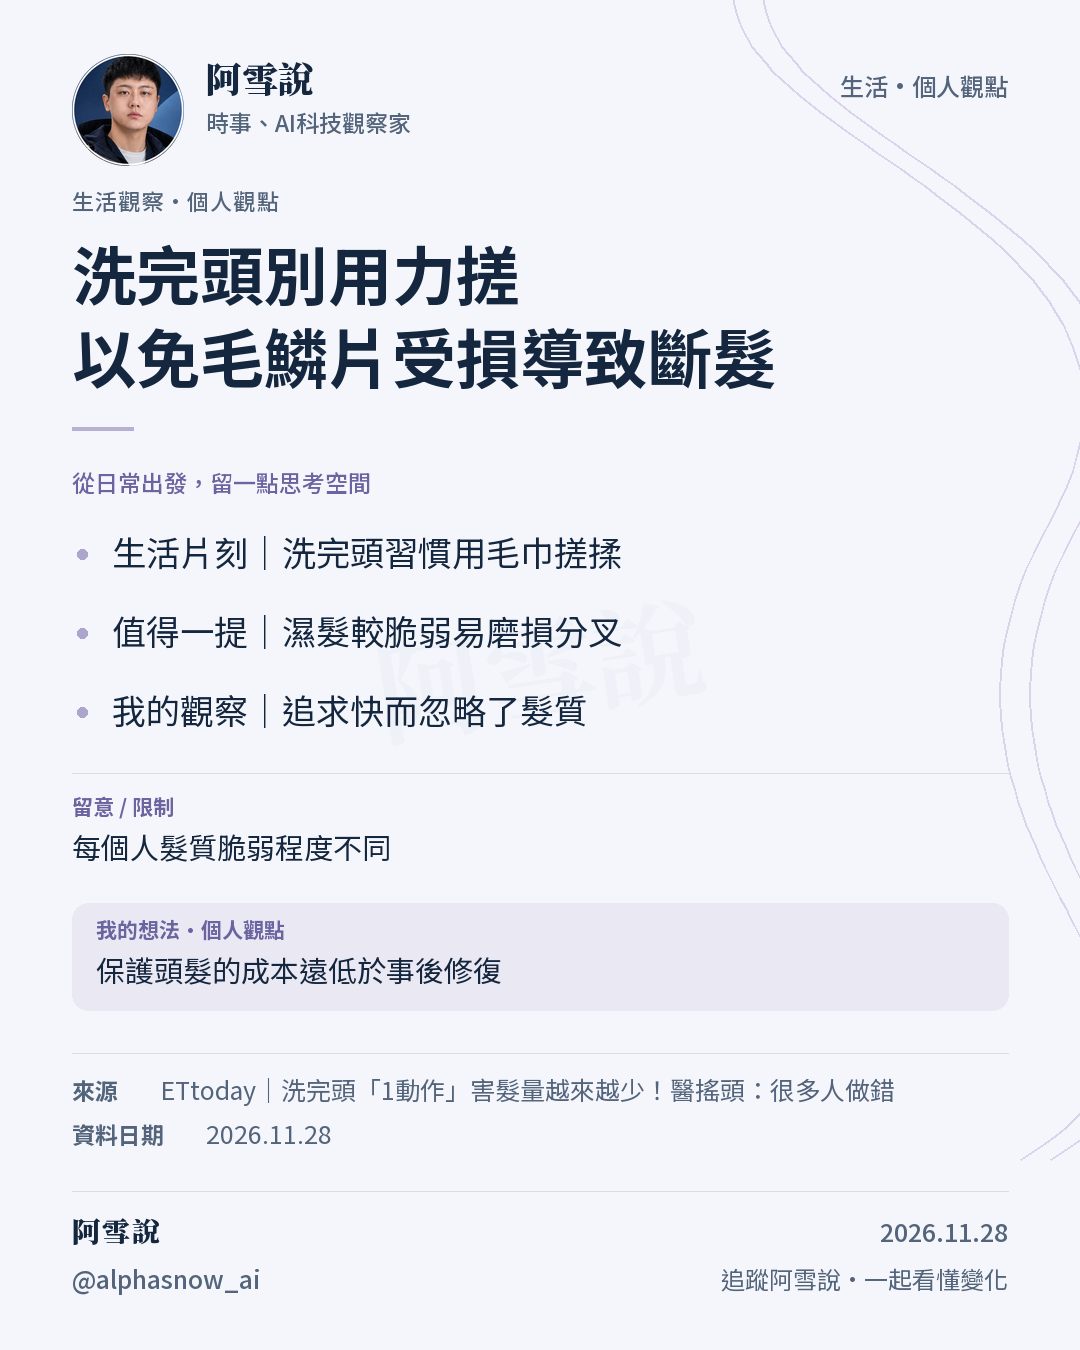 阿雪說
時事、AI科技觀察家
生活・個人觀點
生活觀察・個人觀點
洗完頭別用力搓
以免毛鱗片受損導致斷髮
從日常出發，留一點思考空間
生活片刻｜洗完頭習慣用毛巾搓揉
值得一提｜濕髮較脆弱易磨損分叉
我的觀察｜追求快而忽略了髮質
阿雪說
留意 / 限制
每個人髮質脆弱程度不同
我的想法・個人觀點
保護頭髮的成本遠低於事後修復
來源 ETtoday｜洗完頭「1動作」害髮量越來越少！醫搖頭：很多人做錯
資料日期 2026.11.28
阿雪說
2026.11.28
@alphasnow_ai
追蹤阿雪說・一起看懂變化